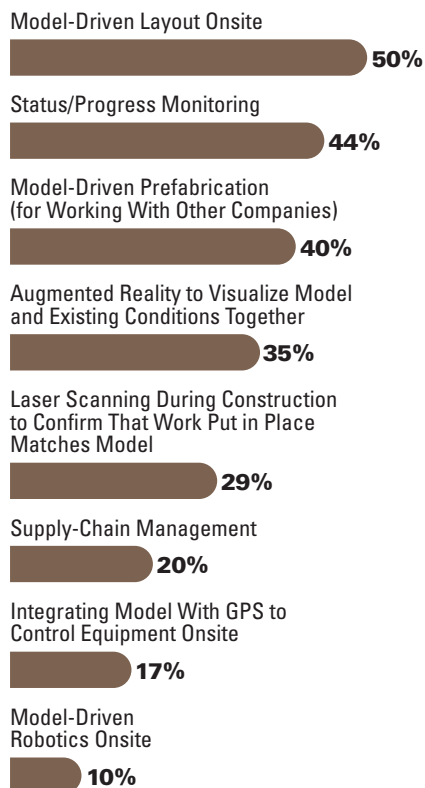 Model-Driven Layout Onsite
50%
Status/Progress Monitoring
44%
Model-Driven Prefabrication
(for Working With Other Companies)
40%
Augmented Reality to Visualize Model
and Existing Conditions Together
35%
Laser Scanning During Construction
to Confirm That Work Put in Place
Matches Model
29%
Supply-Chain Management
20%
Integrating Model With GPS to
Control Equipment Onsite
17%
Model-Driven
Robotics Onsite
10%